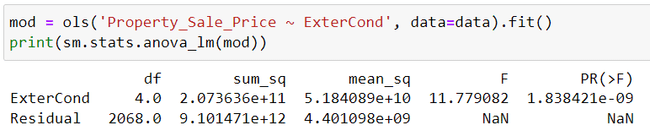 mod = ols('Property_Sale_Price ~ ExterCond', data=data).fit()
print(sm.stats.anova_lm(mod))
df sum_sq mean_sq F PR(>F)
ExterCond 4.0 2.073636e+11 5.184089e+10 11.779082 1.838421e-09
Residual 2068.0 9.101471e+12 4.401098e+09 NaN NaN